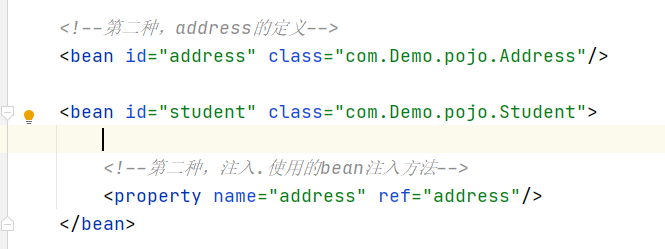 <!--第二种，address的定义-->
<bean id="address" class="com.Demo.pojo.Address"/>
<bean id="student" class="com.Demo.pojo.Student">
<!--第二种，注入.使用的bean注入方法-->
<property name="address" ref="address"/>
</bean>